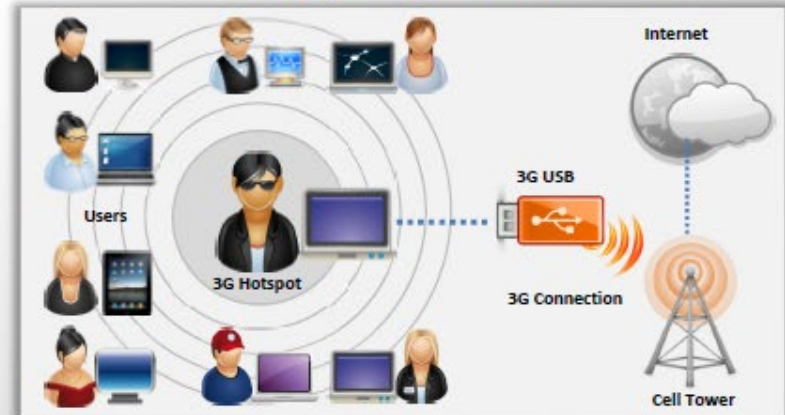 Internet
3G USB
Users
3G Hotspot
3G Connection
Cell Tower